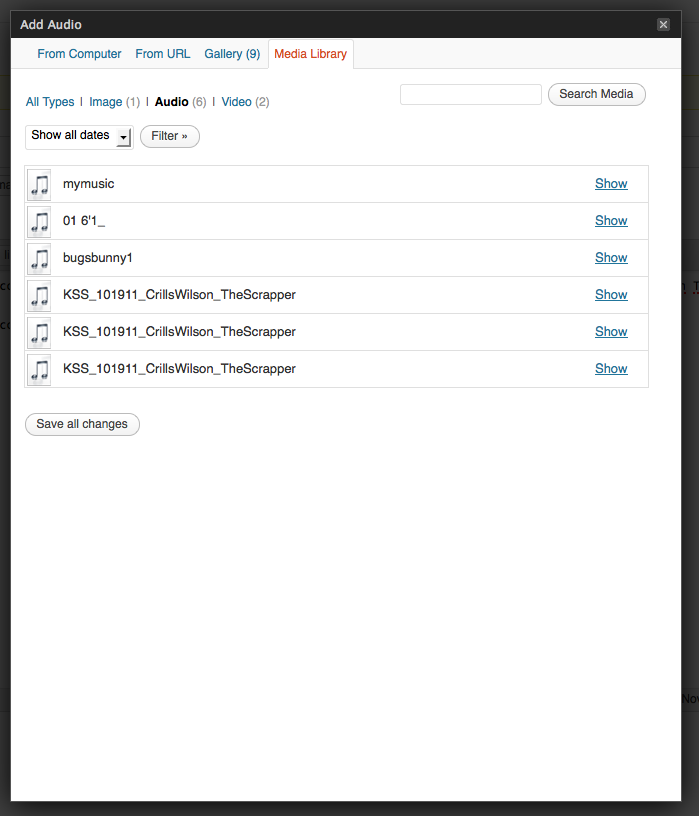 Add Audio
From Computer From URL Gallery (9) Media Library
All Types | Image (1) | Audio (6) | Video (2) Search Media
Show all dates Filter »
mymusic Show
01 6'1_ Show
bugsbunny1 Show
KSS_101911_CrillsWilson_TheScrapper Show
KSS_101911_CrillsWilson_TheScrapper Show
KSS_101911_CrillsWilson_TheScrapper Show
Save all changes